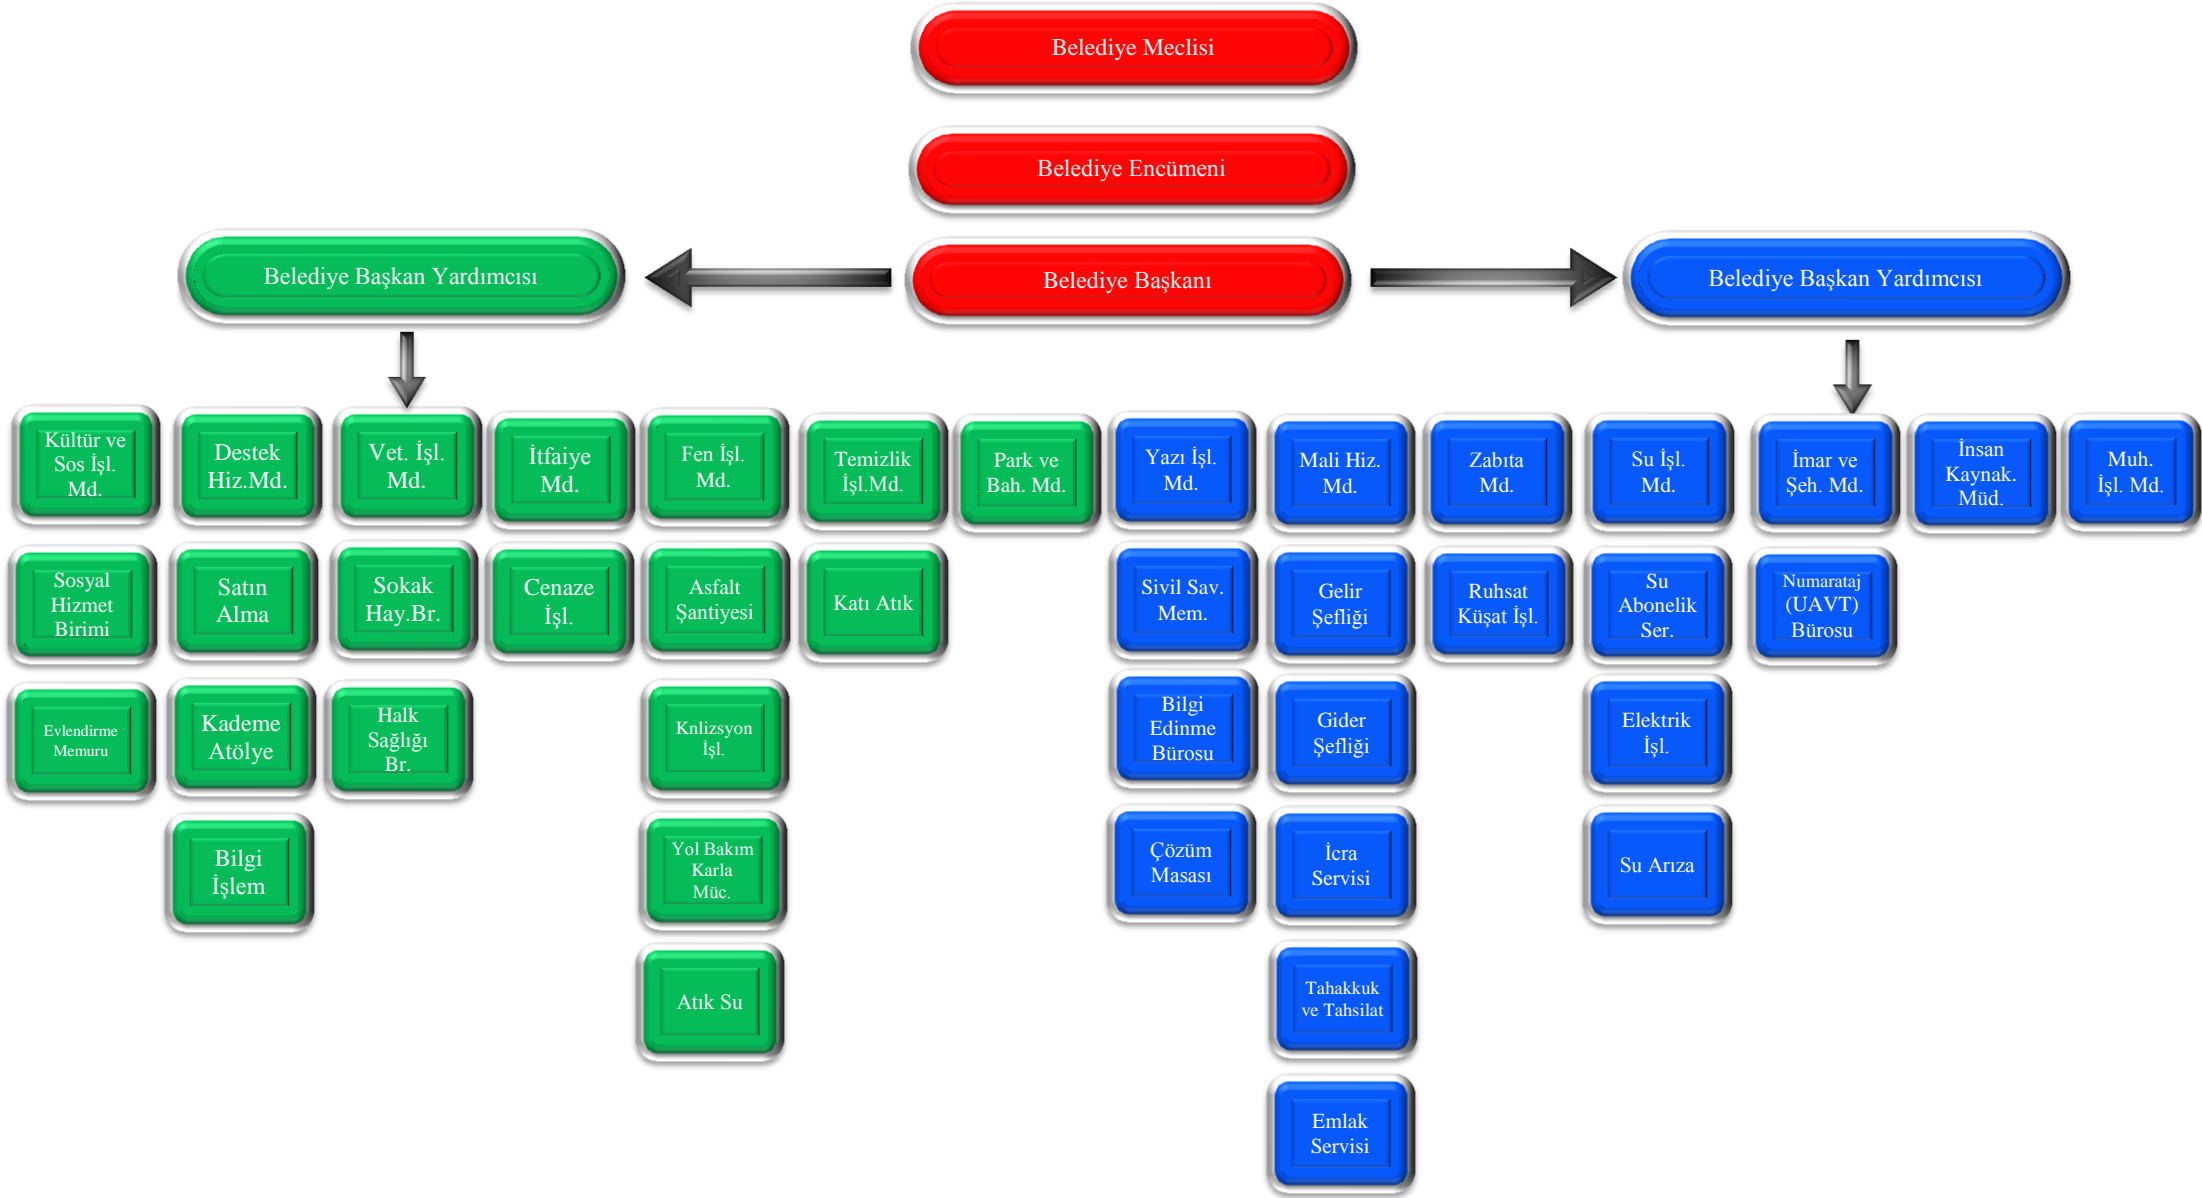 Belediye Meclisi
Belediye Encümeni
Belediye Başkan Yardımcısı
Belediye Başkanı
Belediye Başkan Yardımcısı
Kültür ve
Sos İşl.
Md.
Destek
Hiz.Md.
Vet. İşl.
Md.
İtfaiye
Md.
Fen İşl.
Md.
Temizlik
İşl.Md.
Park ve
Bah. Md.
Yazı İşl.
Md.
Mali Hiz.
Md.
Zabıta
Md.
Su İşl.
Md.
İmar ve
Şeh. Md.
İnsan
Kaynak.
Müd.
Muh.
İşl. Md.
Sosyal
Hizmet
Birimi
Satın
Alma
Sokak
Hay.Br.
Cenaze
İşl.
Asfalt
Şantiyesi
Katı Atık
Sivil Sav.
Mem.
Gelir
Şefliği
Ruhsat
Küşat İşl.
Su
Abonelik
Ser.
Numarataj
(UAVT)
Bürosu
Evlendirme
Memuru
Kademe
Atölye
Halk
Sağlığı
Br.
Knlizsyon
İşl.
Bilgi
Edinme
Bürosu
Gider
Şefliği
Elektrik
İşl.
Bilgi
İşlem
Yol Bakım
Karla
Müc.
Çözüm
Masası
İcra
Servisi
Su Arıza
Atık Su
Tahakkuk
ve Tahsilat
Emlak
Servisi